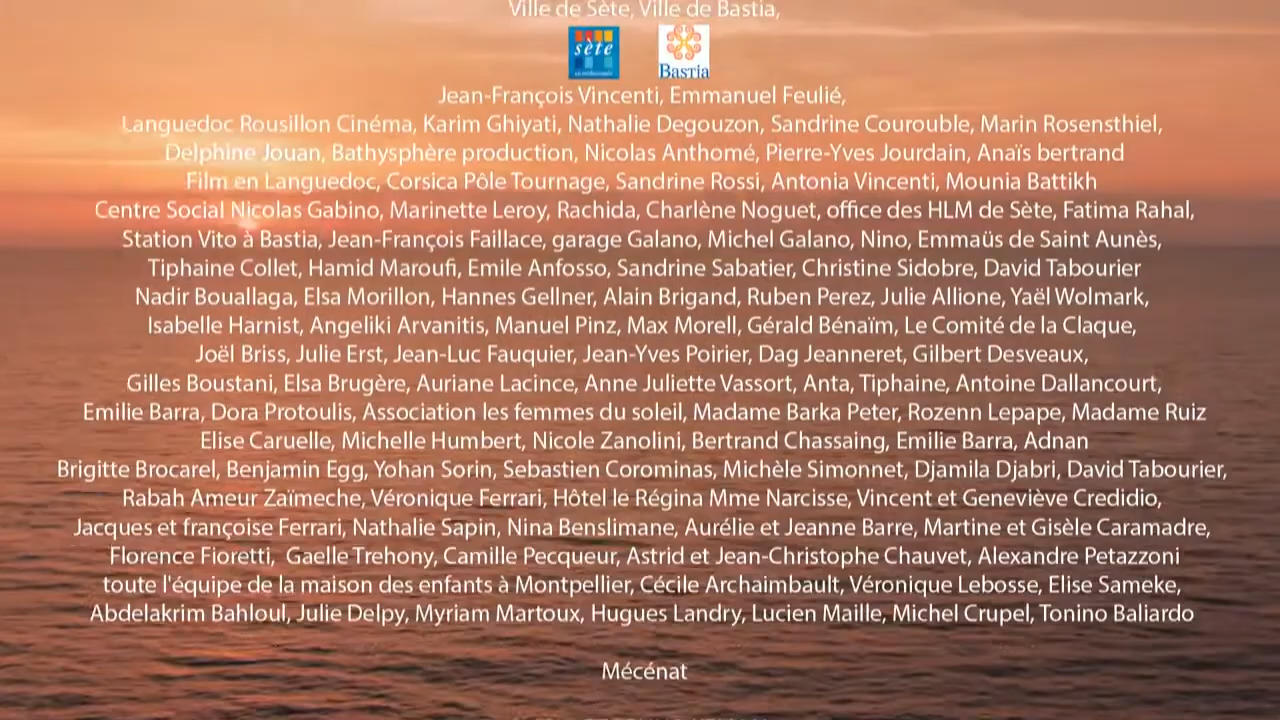 Ville de Sète, Ville de Bastia,
sète
Bastia
Jean-François Vincenti, Emmanuel Feulié,
Languedoc Rousillon Cinéma, Karim Ghiyati, Nathalie Degouzon, Sandrine Courouble, Marin Rosensthiel,
Delphine Jouan, Bathysphère production, Nicolas Anthomé, Pierre-Yves Jourdain, Anaïs bertrand
Film en Languedoc, Corsica Pôle Tournage, Sandrine Rossi, Antonia Vincenti, Mounia Battikh
Centre Social Nicolas Gabino, Marinette Leroy, Rachida, Charlène Noguet, office des HLM de Sète, Fatima Rahal,
Station Vito à Bastia, Jean-François Faillace, garage Galano, Michel Galano, Nino, Emmaüs de Saint Aunès,
Tiphaine Collet, Hamid Maroufi, Emile Anfosso, Sandrine Sabatier, Christine Sidobre, David Tabourier
Nadir Bouallaga, Elsa Morillon, Hannes Gellner, Alain Brigand, Ruben Perez, Julie Allione, Yaël Wolmark,
Isabelle Harnist, Angeliki Arvanitis, Manuel Pinz, Max Morell, Gérald Bénaïm, Le Comité de la Claque,
Joël Briss, Julie Erst, Jean-Luc Fauquier, Jean-Yves Poirier, Dag Jeanneret, Gilbert Desveaux,
Gilles Boustani, Elsa Brugère, Auriane Lacince, Anne Juliette Vassort, Anta, Tiphaine, Antoine Dallancourt,
Emilie Barra, Dora Protoulis, Association les femmes du soleil, Madame Barka Peter, Rozenn Lepape, Madame Ruiz
Elise Caruelle, Michelle Humbert, Nicole Zanolini, Bertrand Chassaing, Emilie Barra, Adnan
Brigitte Brocarel, Benjamin Egg, Yohan Sorin, Sebastien Corominas, Michèle Simonnet, Djamila Djabri, David Tabourier,
Rabah Ameur Zaïmeche, Véronique Ferrari, Hôtel le Régina Mme Narcisse, Vincent et Geneviève Credidio,
Jacques et françoise Ferrari, Nathalie Sapin, Nina Benslimane, Aurélie et Jeanne Barre, Martine et Gisèle Caramadre,
Florence Fioretti, Gaelle Trehony, Camille Pecqueur, Astrid et Jean-Christophe Chauvet, Alexandre Petazzoni
toute l'équipe de la maison des enfants à Montpellier, Cécile Archaimbault, Véronique Lebosse, Elise Sameke,
Abdelakrim Bahloul, Julie Delpy, Myriam Martoux, Hugues Landry, Lucien Maille, Michel Crupel, Tonino Baliardo
Mécénat